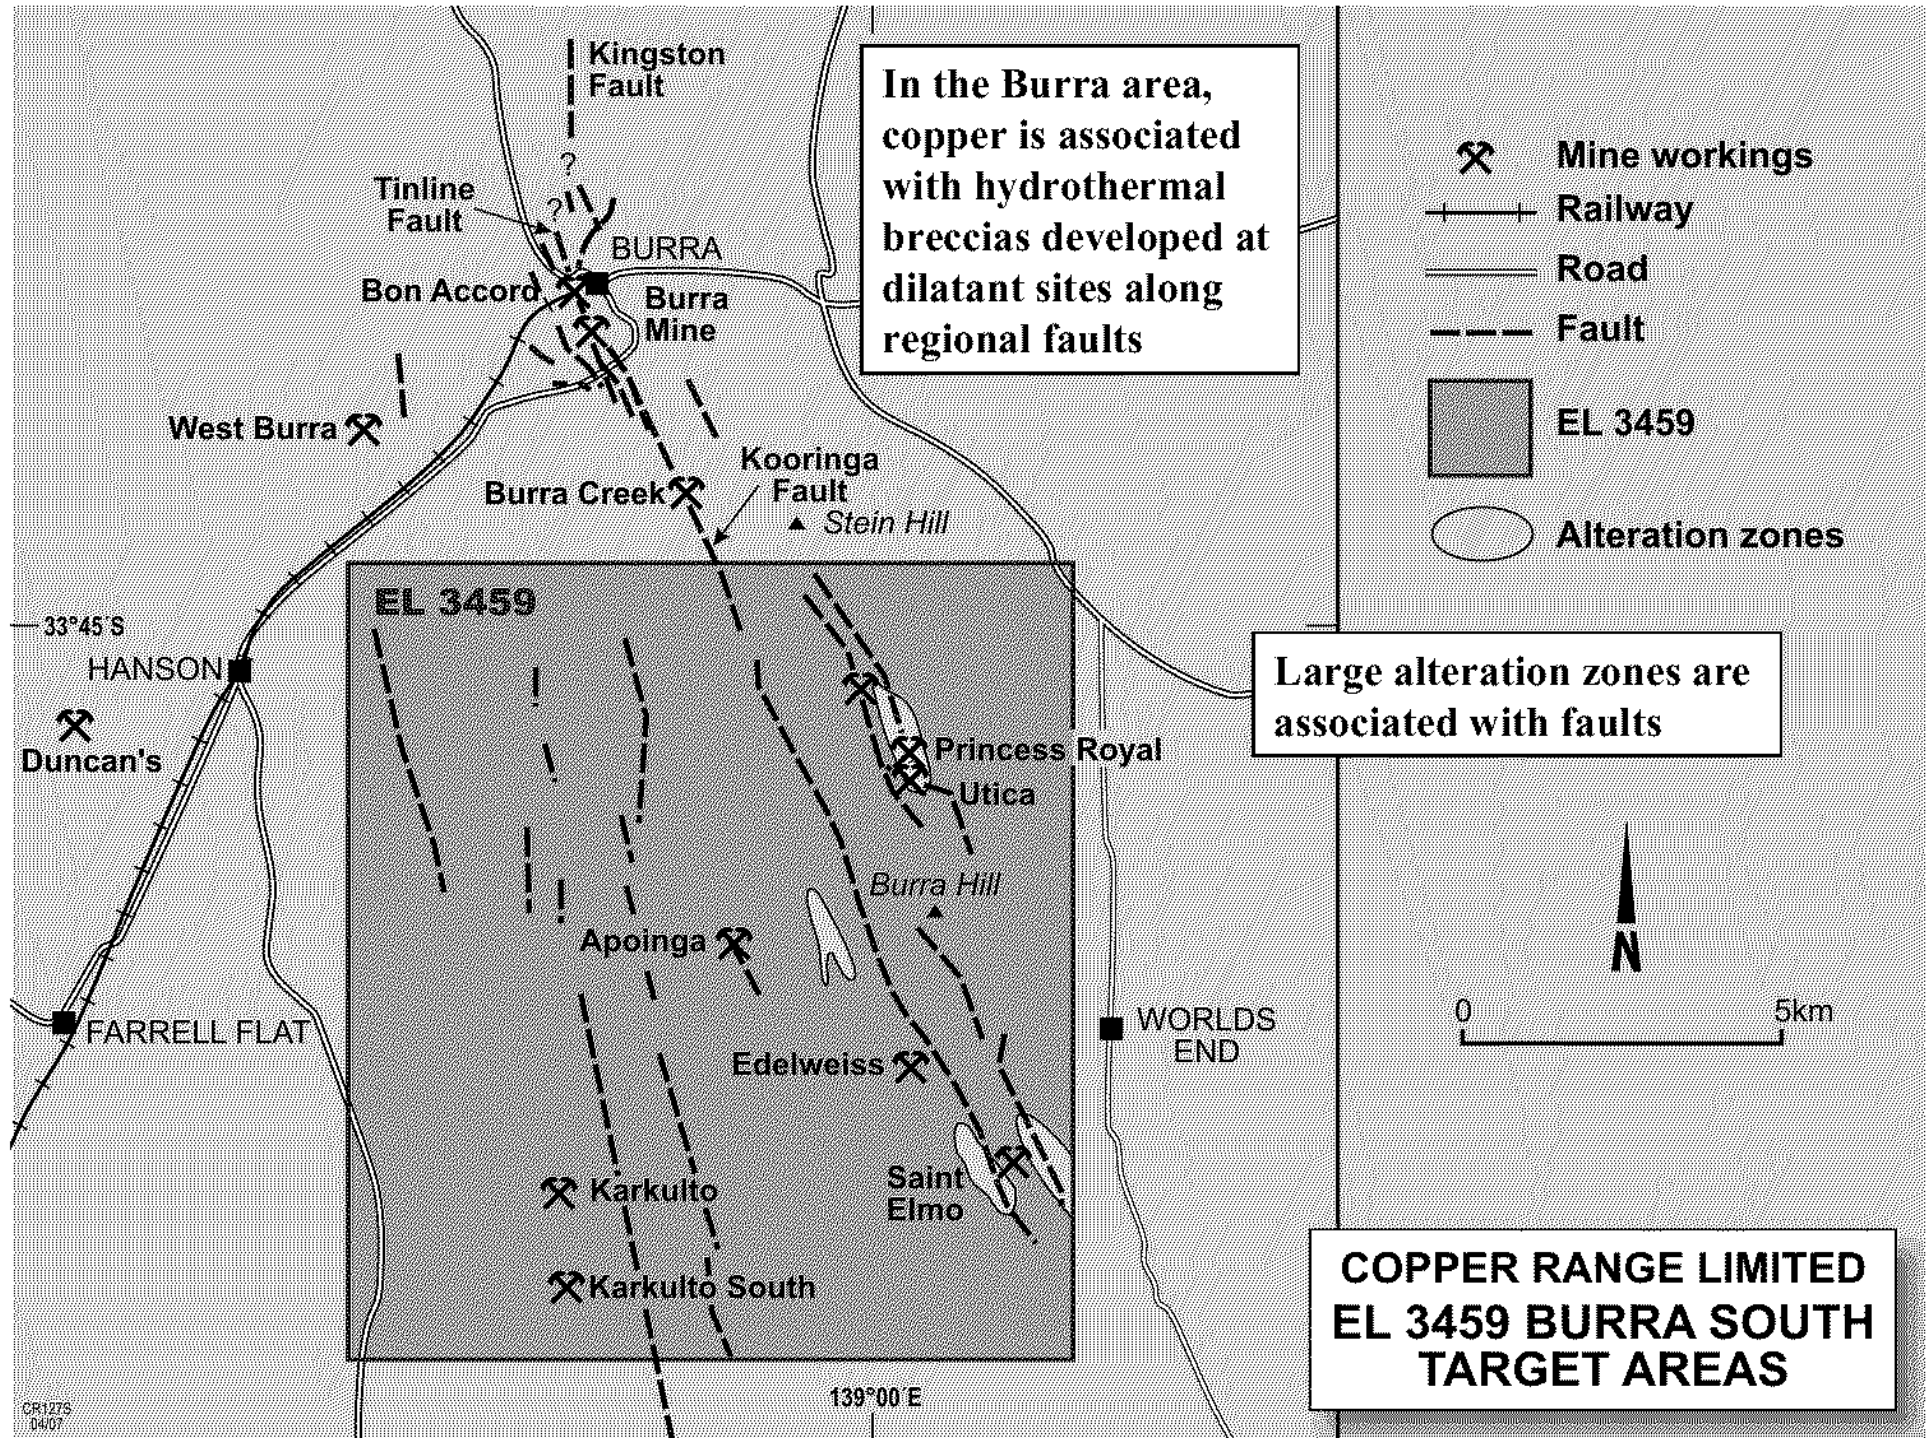 Kingston
Fault
In the Burra area,
copper is associated
with hydrothermal
breccias developed at
dilatant sites along
regional faults
Mine workings
Railway
Road
Fault
EL 3459
Alteration zones
?
Tinline
Fault
?
BURRA
Bon Accord
Burra
Mine
West Burra
Kooringa
Fault
Burra Creek
Stein Hill
EL 3459
33°45´S
HANSON
Large alteration zones are
associated with faults
Duncan's
Princess Royal
Utica
Burra Hill
Apoinga
N
0 5km
FARRELL FLAT
WORLDS
END
Edelweiss
Saint
Elmo
Karkulto
Karkulto South
COPPER RANGE LIMITED
EL 3459 BURRA SOUTH
TARGET AREAS
139°00´E
CR127S
04/07